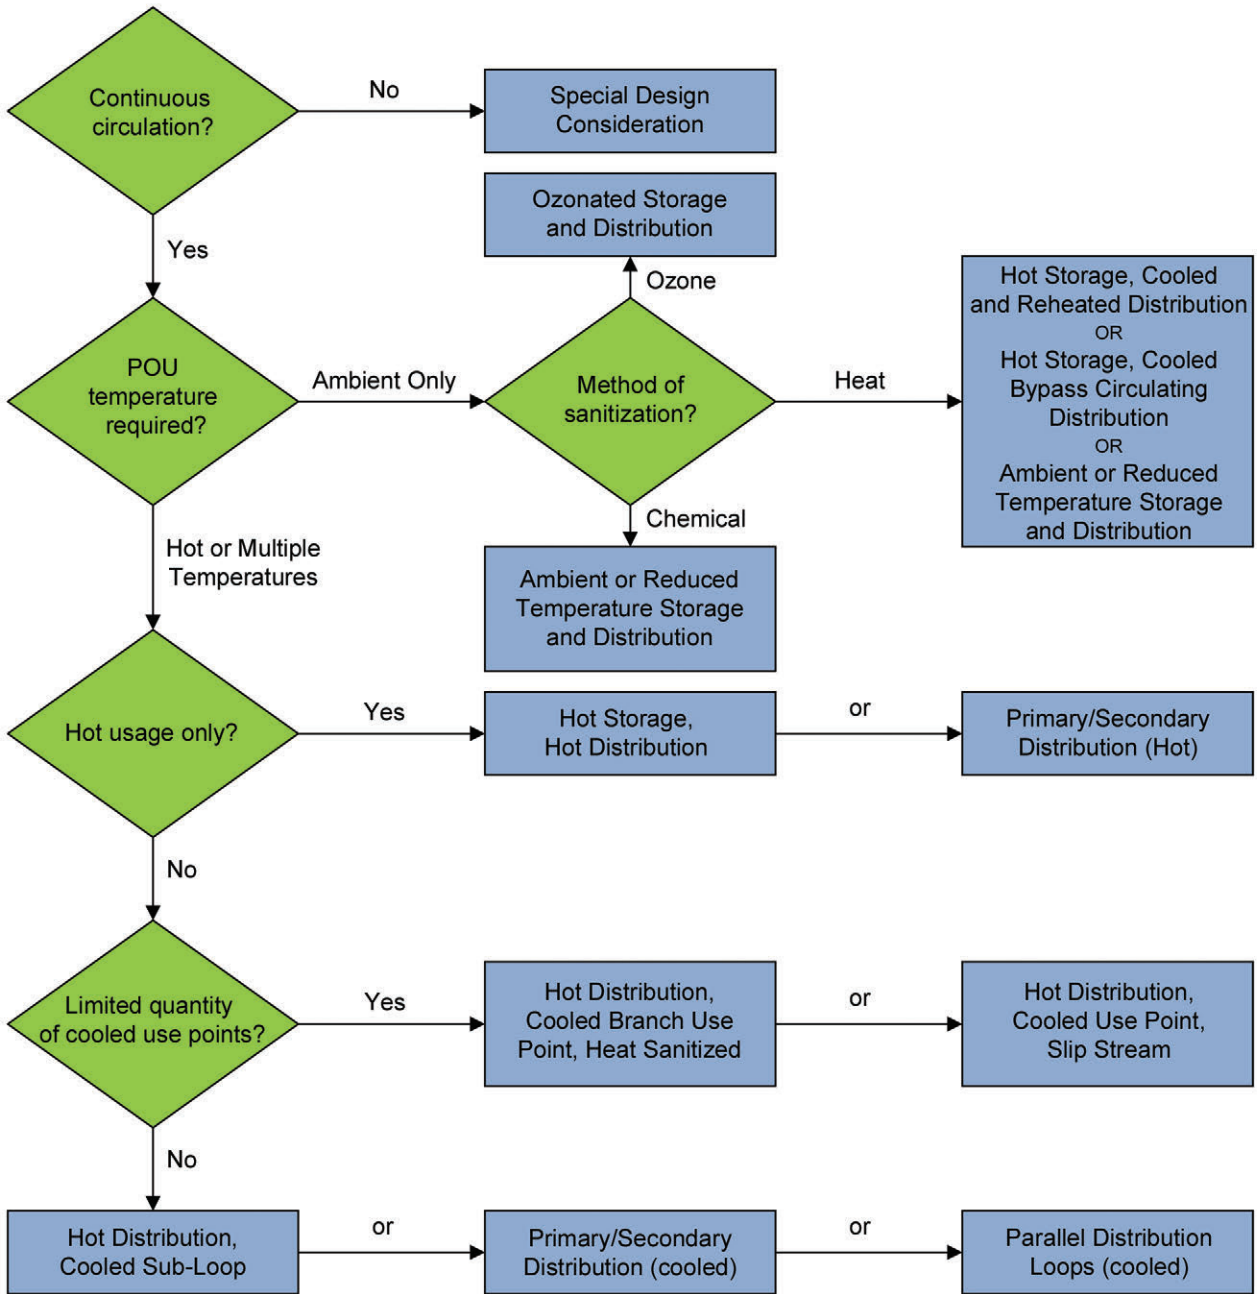 Continuous
circulation?
No
Special Design
Consideration
Yes
Ozonated Storage
and Distribution
Ozone
POU
temperature
required?
Ambient Only
Method of
sanitization?
Heat
Hot Storage, Cooled
and Reheated Distribution
OR
Hot Storage, Cooled
Bypass Circulating
Distribution
OR
Ambient or Reduced
Temperature Storage
and Distribution
Chemical
Ambient or Reduced
Temperature Storage
and Distribution
Hot or Multiple
Temperatures
Hot usage only?
Yes
Hot Storage,
Hot Distribution
or
Primary/Secondary
Distribution (Hot)
No
Limited quantity
of cooled use points?
Yes
Hot Distribution,
Cooled Branch Use
Point, Heat Sanitized
or
Hot Distribution,
Cooled Use Point,
Slip Stream
No
Hot Distribution,
Cooled Sub-Loop
or
Primary/Secondary
Distribution (cooled)
or
Parallel Distribution
Loops (cooled)